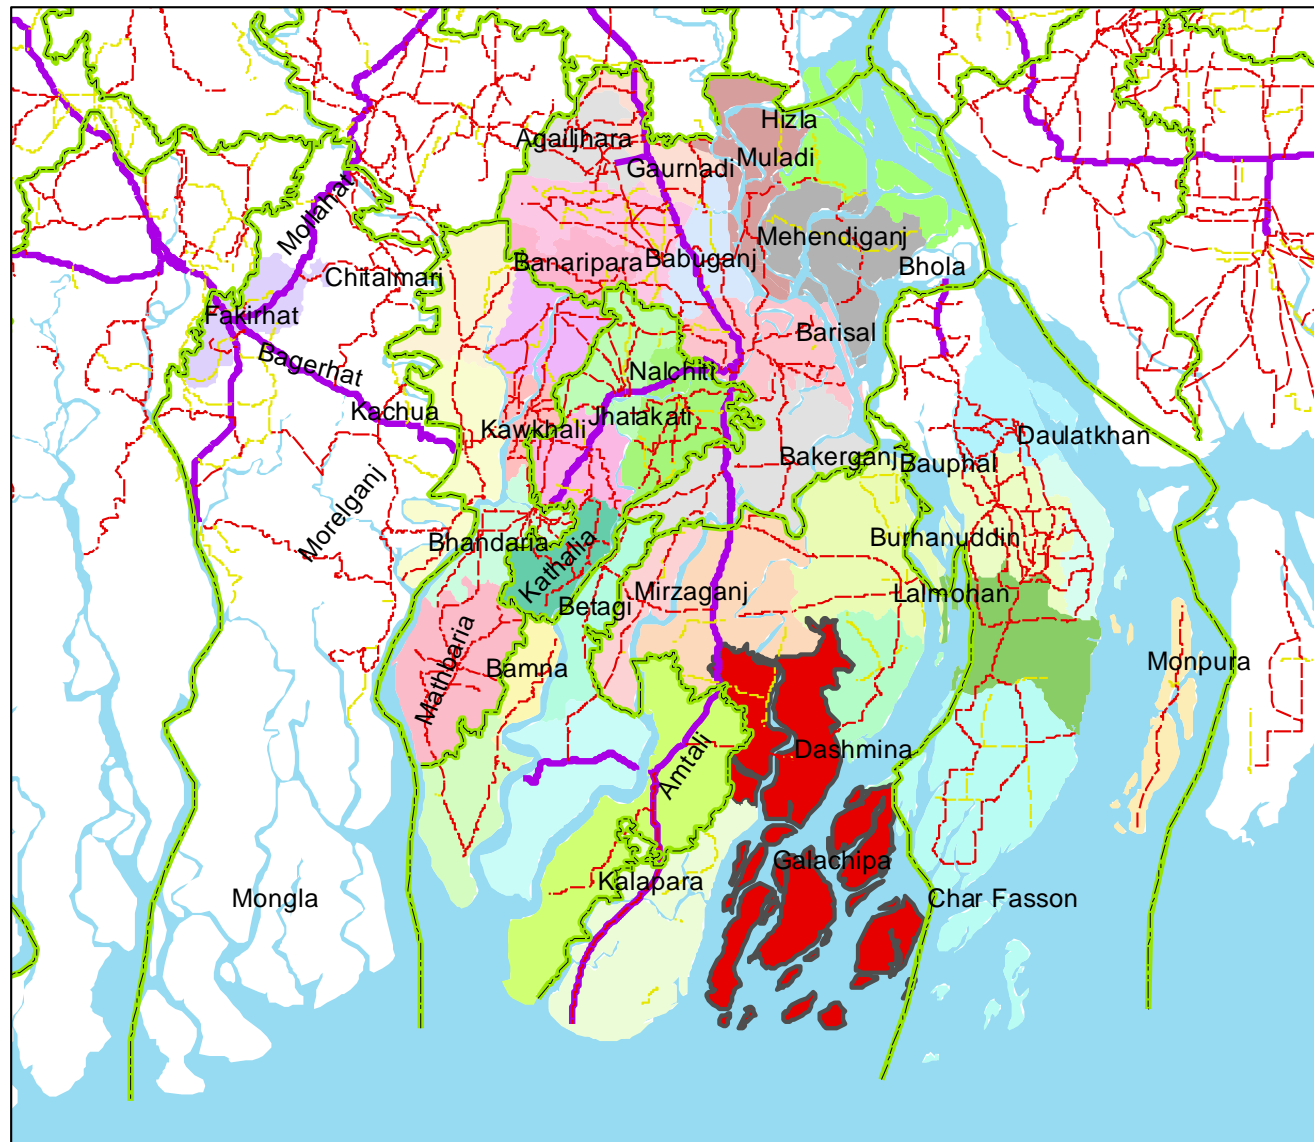 Hizla
Agailjhara
Muladi
Gaurnadi
Mollahat
Mehendiganj
Banaripara
Babuganj
Bhola
Chitalmari
Fakirhat
Barisal
Bagerhat
Nalchiti
Kachua
Jhalakati
Kawkhali
Daulatkhan
Bakerganj
Bauphal
Morelganj
Bhandaria
Burhanuddin
Kathalia
Mirzaganj
Lalmohan
Betagi
Mathbaria
Bamna
Monpura
Dashmina
Amtali
Galachipa
Kalapara
Mongla
Char Fasson